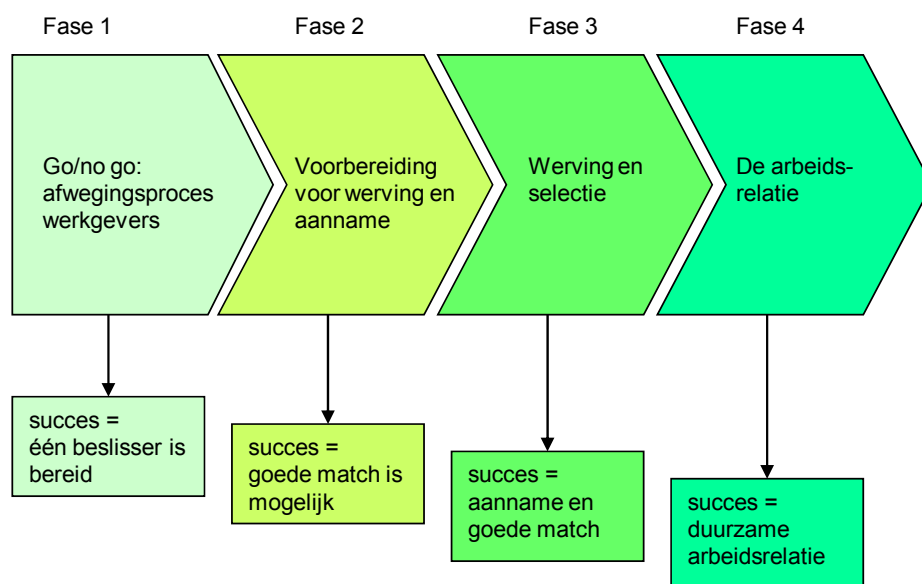 Fase 1
Fase 2
Fase 3
Fase 4
Go/no go:
afwegingsproces
werkgevers
Voorbereiding
voor werving en
aanname
Werving en
selectie
De arbeids-
relatie
succes =
één beslisser is
bereid
succes =
goede match is
mogelijk
succes =
aanname en
goede match
succes =
duurzame
arbeidsrelatie